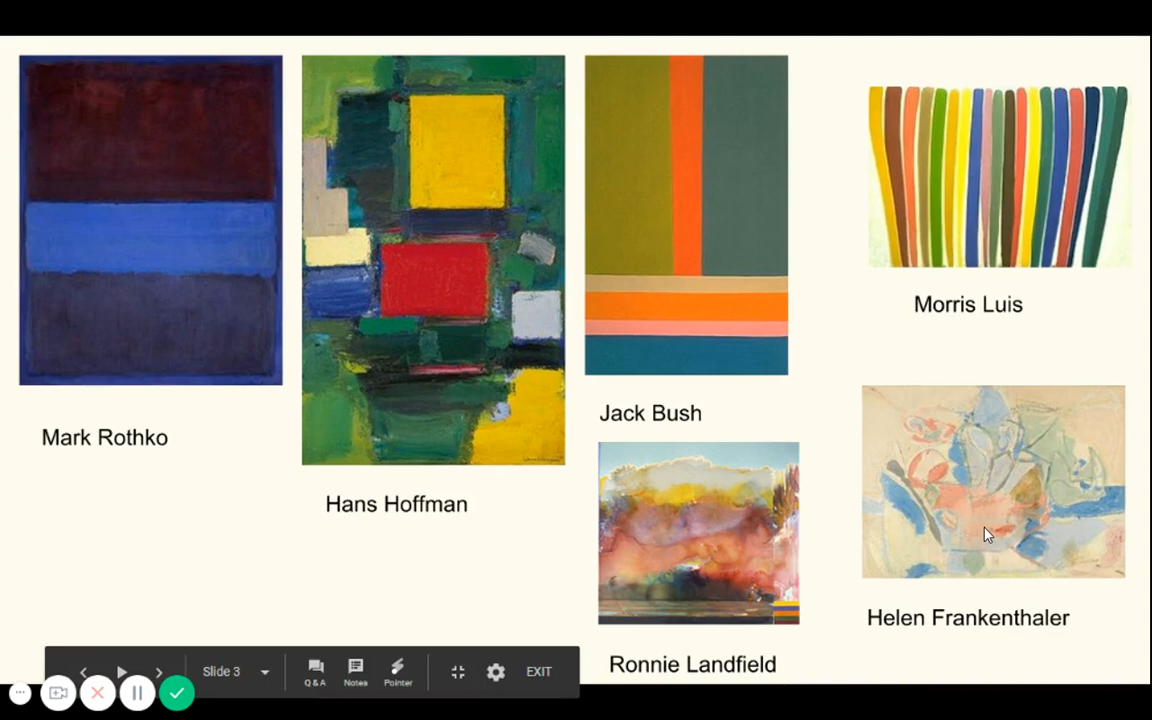 Mark Rothko
Hans Hoffman
Jack Bush
Ronnie Landfield
Morris Luis
Helen Frankenthaler
Slide 3
Q & A
Notes
Pointer
EXIT